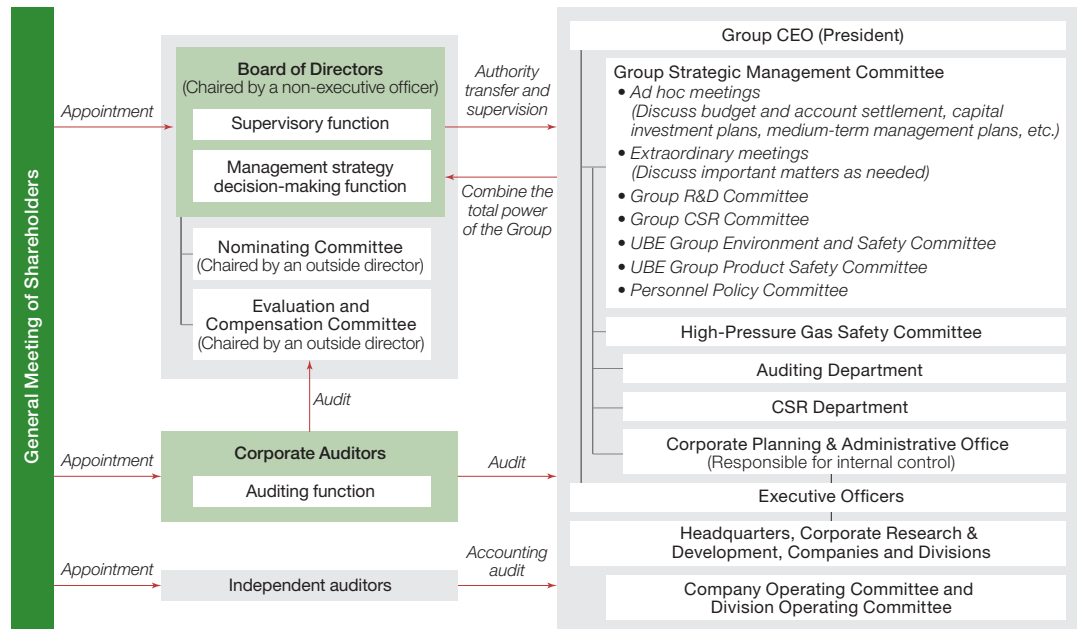 General Meeting of Shareholders
Appointment
Board of Directors
(Chaired by a non-executive officer)
Supervisory function
Management strategy
decision-making function
Nominating Committee
(Chaired by an outside director)
Evaluation and
Compensation Committee
(Chaired by an outside director)
Authority
transfer and
supervision
Combine the
total power
of the Group
Audit
Appointment
Corporate Auditors
Auditing function
Audit
Appointment
Independent auditors
Accounting
audit
Group CEO (President)
Group Strategic Management Committee
• Ad hoc meetings
(Discuss budget and account settlement, capital
investment plans, medium-term management plans, etc.)
• Extraordinary meetings
(Discuss important matters as needed)
• Group R&D Committee
• Group CSR Committee
• UBE Group Environment and Safety Committee
• UBE Group Product Safety Committee
• Personnel Policy Committee
High-Pressure Gas Safety Committee
Auditing Department
CSR Department
Corporate Planning & Administrative Office
(Responsible for internal control)
Executive Officers
Headquarters, Corporate Research &
Development, Companies and Divisions
Company Operating Committee and
Division Operating Committee